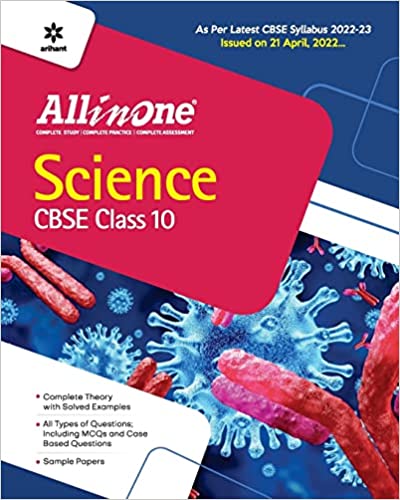 arihant
As Per Latest CBSE Syllabus 2022-23
Issued on 21 April, 2022...
All in One®
COMPLETE STUDY | COMPLETE PRACTICE | COMPLETE ASSESSMENT
Science
CBSE Class 10
• Complete Theory
with Solved Examples
• All Types of Questions;
Including MCQs and Case
Based Questions
• Sample Papers